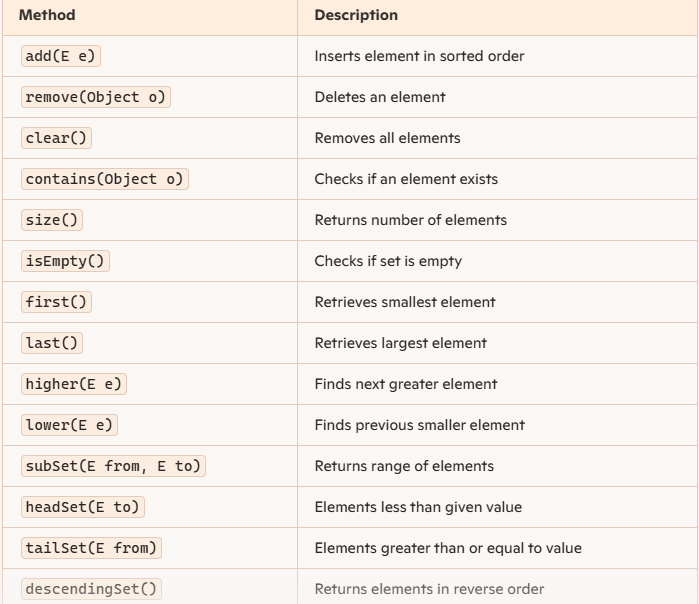 Method Description
add(E e) Inserts element in sorted order
remove(Object o) Deletes an element
clear() Removes all elements
contains(Object o) Checks if an element exists
size() Returns number of elements
isEmpty() Checks if set is empty
first() Retrieves smallest element
last() Retrieves largest element
higher(E e) Finds next greater element
lower(E e) Finds previous smaller element
subSet(E from, E to) Returns range of elements
headSet(E to) Elements less than given value
tailSet(E from) Elements greater than or equal to value
descendingSet() Returns elements in reverse order